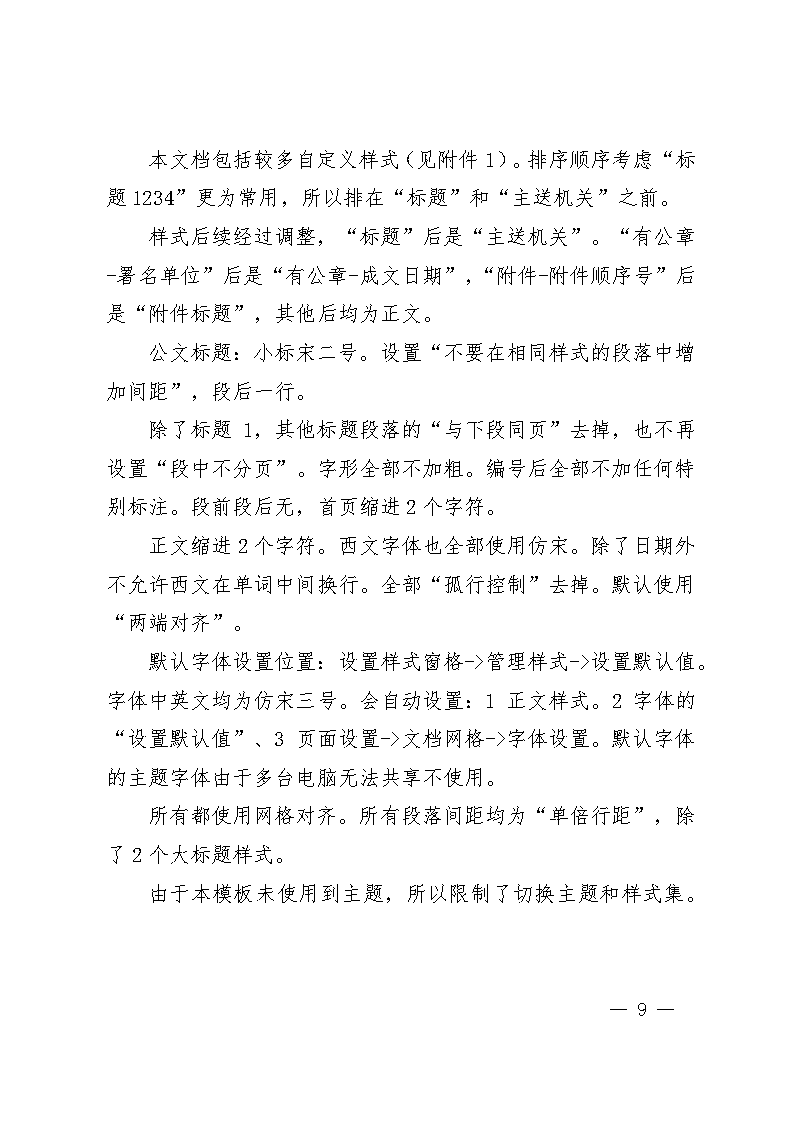 本文档包括较多自定义样式（见附件1）。排序顺序考虑“标
题1234”更为常用，所以排在“标题”和“主送机关”之前。
样式后续经过调整，“标题”后是“主送机关”。“有公章
-署名单位”后是“有公章-成文日期”，“附件-附件顺序号”后
是“附件标题”，其他后均为正文。
公文标题：小标宋二号。设置“不要在相同样式的段落中增
加间距”，段后一行。
除了标题 1，其他标题段落的“与下段同页”去掉，也不再
设置“段中不分页”。字形全部不加粗。编号后全部不加任何特
别标注。段前段后无，首页缩进2个字符。
正文缩进2个字符。西文字体也全部使用仿宋。除了日期外
不允许西文在单词中间换行。全部“孤行控制”去掉。默认使用
“两端对齐”。
默认字体设置位置：设置样式窗格->管理样式->设置默认值。
字体中英文均为仿宋三号。会自动设置：1 正文样式。2 字体的
“设置默认值”、3 页面设置->文档网格->字体设置。默认字体
的主题字体由于多台电脑无法共享不使用。
所有都使用网格对齐。所有段落间距均为“单倍行距”，除
了2个大标题样式。
由于本模板未使用到主题，所以限制了切换主题和样式集。
— 9 —